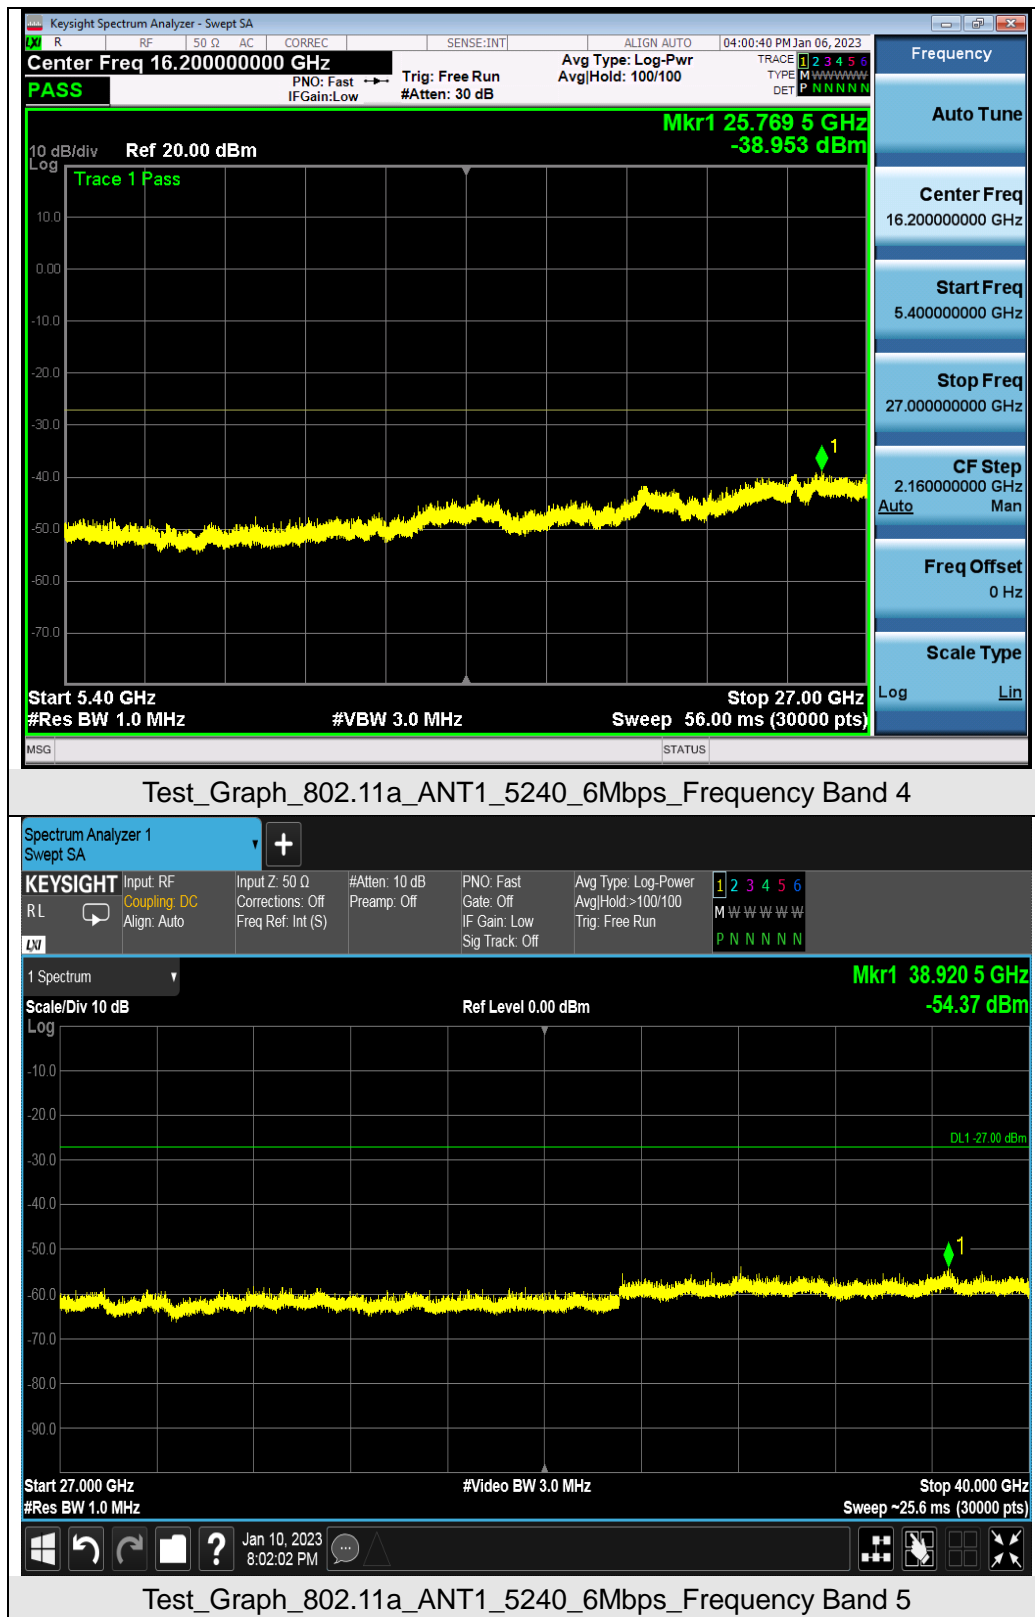 Keysight Spectrum Analyzer - Swept SA
LXI R RF 50 Ω AC CORREC SENSE:INT ALIGN AUTO 04:00:40 PM Jan 06, 2023
Center Freq 16.200000000 GHz
PASS
PNO: Fast
IFGain:Low
Trig: Free Run
#Atten: 30 dB
Avg Type: Log-Pwr
Avg|Hold: 100/100
TRACE 1 2 3 4 5 6
TYPE M W W W W W
DET P N N N N N
Mkr1 25.769 5 GHz
-38.953 dBm
10 dB/div Ref 20.00 dBm
Log
Trace 1 Pass
10.0
0.00
-10.0
-20.0
-30.0
-40.0
-50.0
-60.0
-70.0
1
Start 5.40 GHz Stop 27.00 GHz
#Res BW 1.0 MHz #VBW 3.0 MHz Sweep 56.00 ms (30000 pts)
MSG STATUS
Frequency
Auto Tune
Center Freq
16.200000000 GHz
Start Freq
5.400000000 GHz
Stop Freq
27.000000000 GHz
CF Step
2.160000000 GHz
Auto Man
Freq Offset
0 Hz
Scale Type
Log Lin
Test_Graph_802.11a_ANT1_5240_6Mbps_Frequency Band 4
Spectrum Analyzer 1
Swept SA
KEYSIGHT
R L
LXI
Input: RF
Coupling: DC
Align: Auto
Input Z: 50 Ω
Corrections: Off
Freq Ref: Int (S)
#Atten: 10 dB
Preamp: Off
PNO: Fast
Gate: Off
IF Gain: Low
Sig Track: Off
Avg Type: Log-Power
Avg|Hold:>100/100
Trig: Free Run
1 2 3 4 5 6
M W W W W W
P N N N N N
1 Spectrum
Mkr1 38.920 5 GHz
-54.37 dBm
Scale/Div 10 dB Ref Level 0.00 dBm
Log
-10.0
-20.0
-30.0
-40.0
-50.0
-60.0
-70.0
-80.0
-90.0
DL1 -27.00 dBm
1
Start 27.000 GHz #Video BW 3.0 MHz Stop 40.000 GHz
#Res BW 1.0 MHz Sweep ~25.6 ms (30000 pts)
?
Jan 10, 2023
8:02:02 PM
Test_Graph_802.11a_ANT1_5240_6Mbps_Frequency Band 5